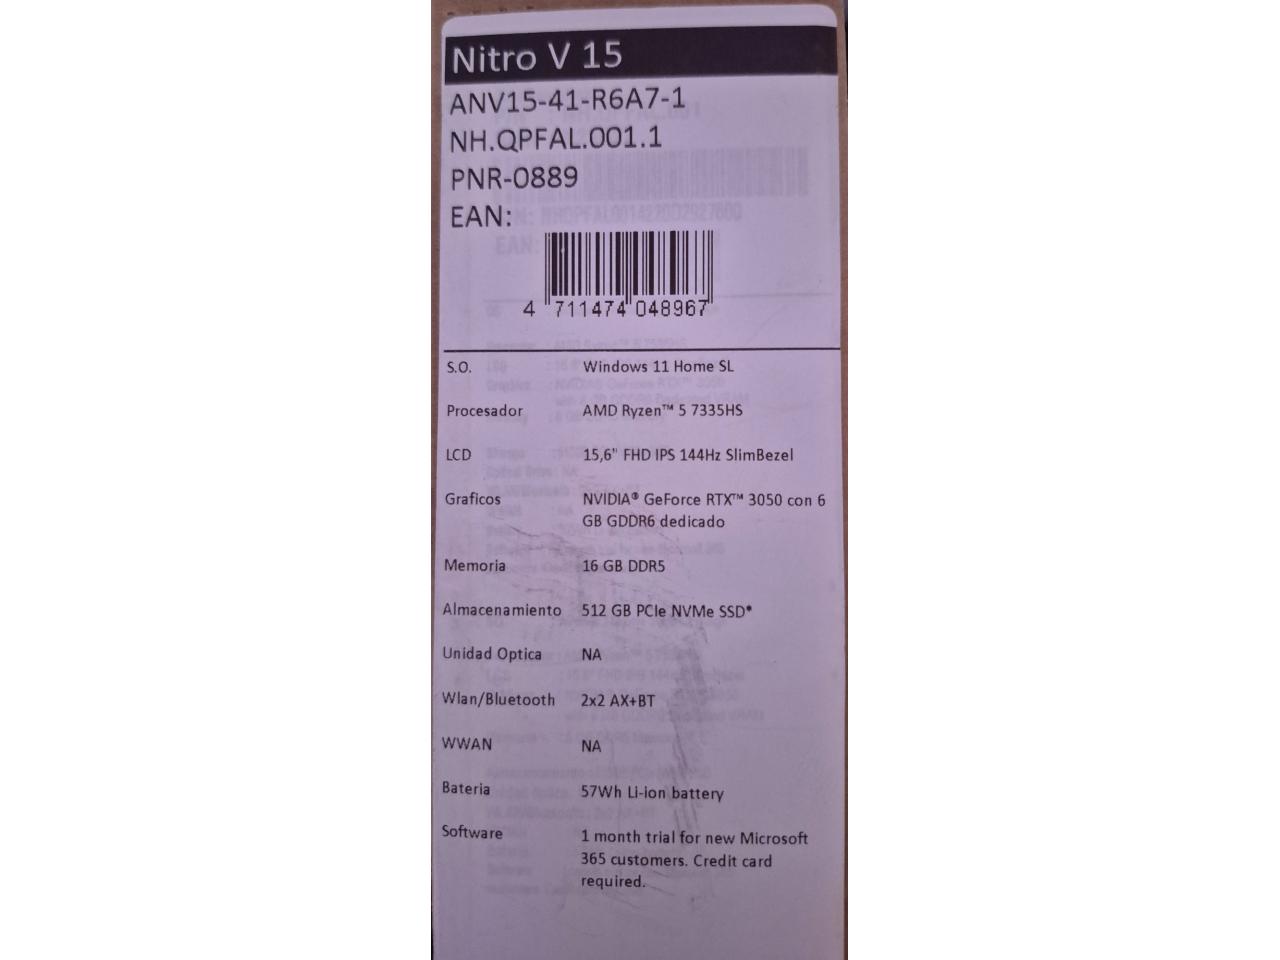 Nitro V 15
ANV15-41-R6A7-1
NH.QPFAL.001.1
PNR-0889
EAN:
4 711474 048967
S.O. Windows 11 Home SL
Procesador AMD Ryzen™ 5 7335HS
LCD 15,6" FHD IPS 144Hz SlimBezel
Graficos NVIDIA® GeForce RTX™ 3050 con 6
GB GDDR6 dedicado
Memoria 16 GB DDR5
Almacenamiento 512 GB PCIe NVMe SSD*
Unidad Optica NA
Wlan/Bluetooth 2x2 AX+BT
WWAN NA
Bateria 57Wh Li-ion battery
Software 1 month trial for new Microsoft
365 customers. Credit card
required.